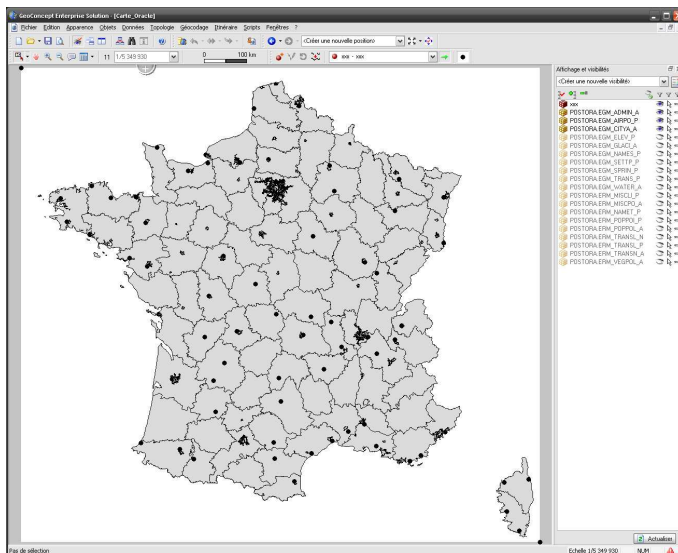 GeoConcept Enterprise Solution - [Carte_Oracle]
Fichier Edition Apparence Objets Données Topologie Géocodage Itinéraire Scripts Fenêtres ?
<Créer une nouvelle position>
11 1/5 349 930 0 100 km xxx - xxx
Affichage et visibilités
<Créer une nouvelle visibilité>
xxx
POSTORA.EGM_ADMIN_A
POSTORA.EGM_AIRPO_P
POSTORA.EGM_CITYA_A
POSTORA.EGM_ELEV_P
POSTORA.EGM_GLACI_A
POSTORA.EGM_NAMES_P
POSTORA.EGM_SETTP_P
POSTORA.EGM_SPRIN_P
POSTORA.EGM_TRANS_P
POSTORA.EGM_WATER_A
POSTORA.ERM_MISCLI_P
POSTORA.ERM_MISCPO_A
POSTORA.ERM_NAMET_P
POSTORA.ERM_POPPOI_P
POSTORA.ERM_POPPOL_A
POSTORA.ERM_TRANSL_N
POSTORA.ERM_TRANSL_P
POSTORA.ERM_TRANSN_A
POSTORA.ERM_VEGPOL_A
Actualiser
Pas de sélection Echelle 1/5 349 930 NUM